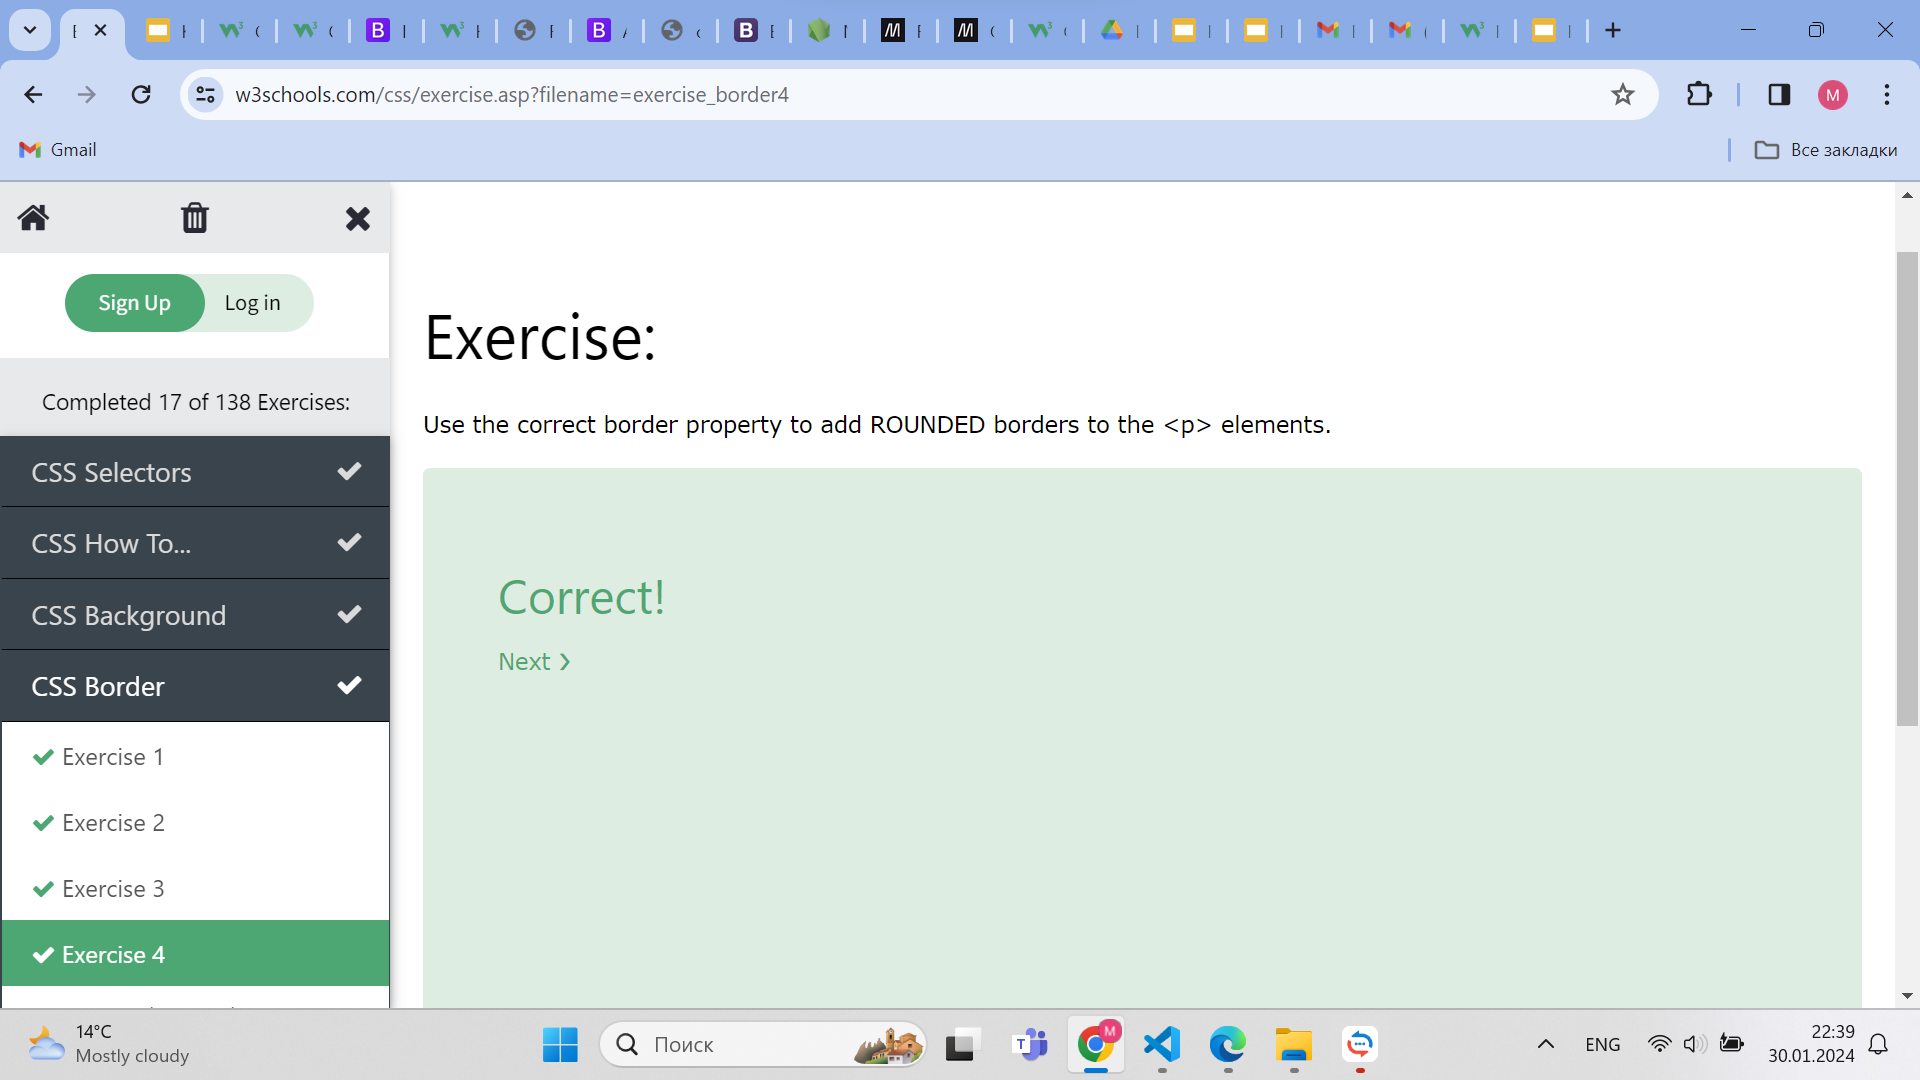 w3schools.com/css/exercise.asp?filename=exercise_border4
M
Gmail
Все закладки
Sign Up
Log in
Completed 17 of 138 Exercises:
CSS Selectors
CSS How To...
CSS Background
CSS Border
Exercise 1
Exercise 2
Exercise 3
Exercise 4
Exercise:
Use the correct border property to add ROUNDED borders to the <p> elements.
Correct!
Next ❯
14°C
Mostly cloudy
Поиск
M
ENG
22:39
30.01.2024